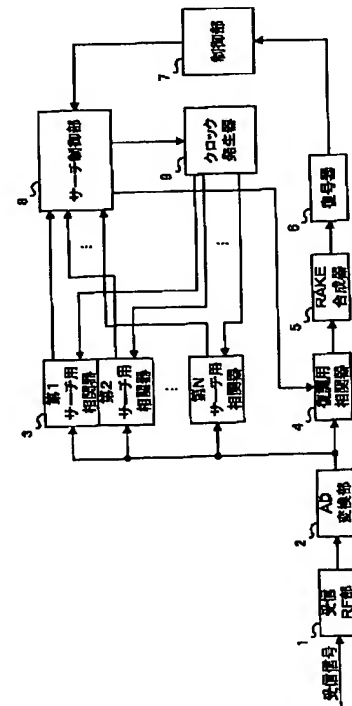 受信信号
1
受信
RF部
2
AD
変換部
3
第1
サーチ用
相関器
第2
サーチ用
相関器
第N
サーチ用
相関器
4
復調用
相関器
5
RAKE
合成器
6
復号器
7
制御部
8
サーチ制御部
9
クロック
発生器